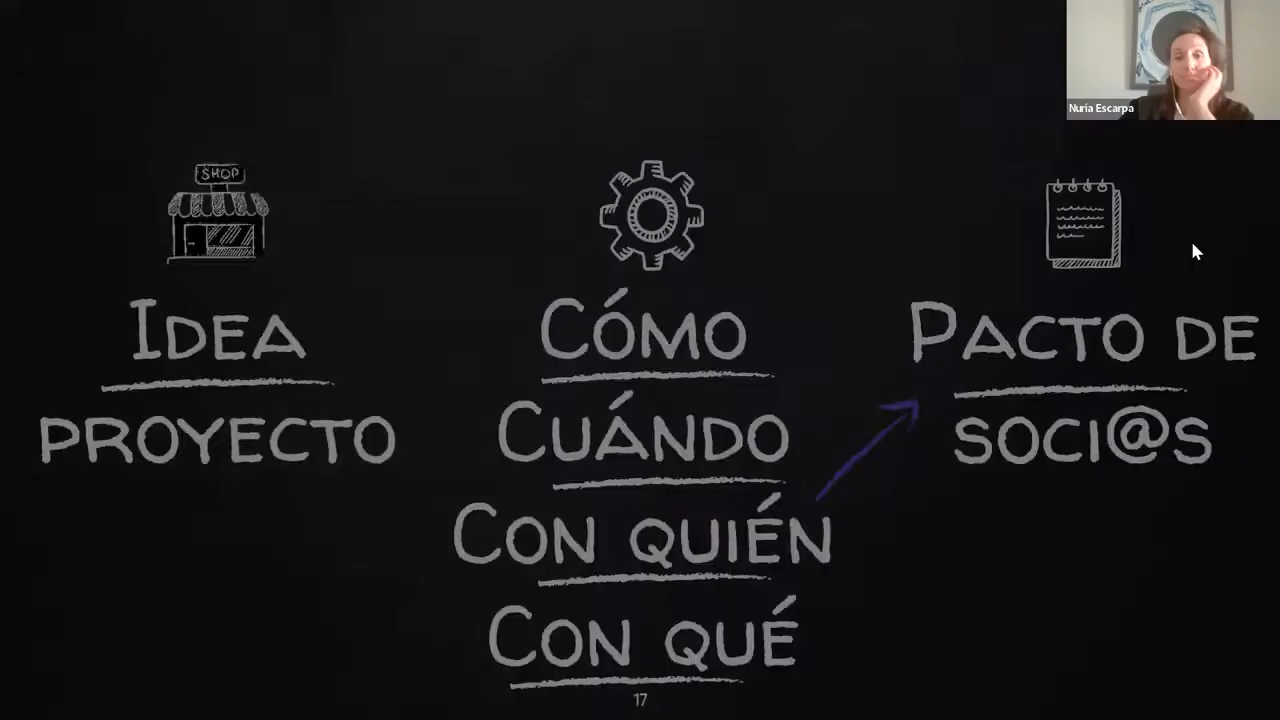 Nuria Escarpa
SHOP
IDEA
PROYECTO
CÓMO
CUÁNDO
CON QUIÉN
CON QUÉ
PACTO DE
SOCI@S
17